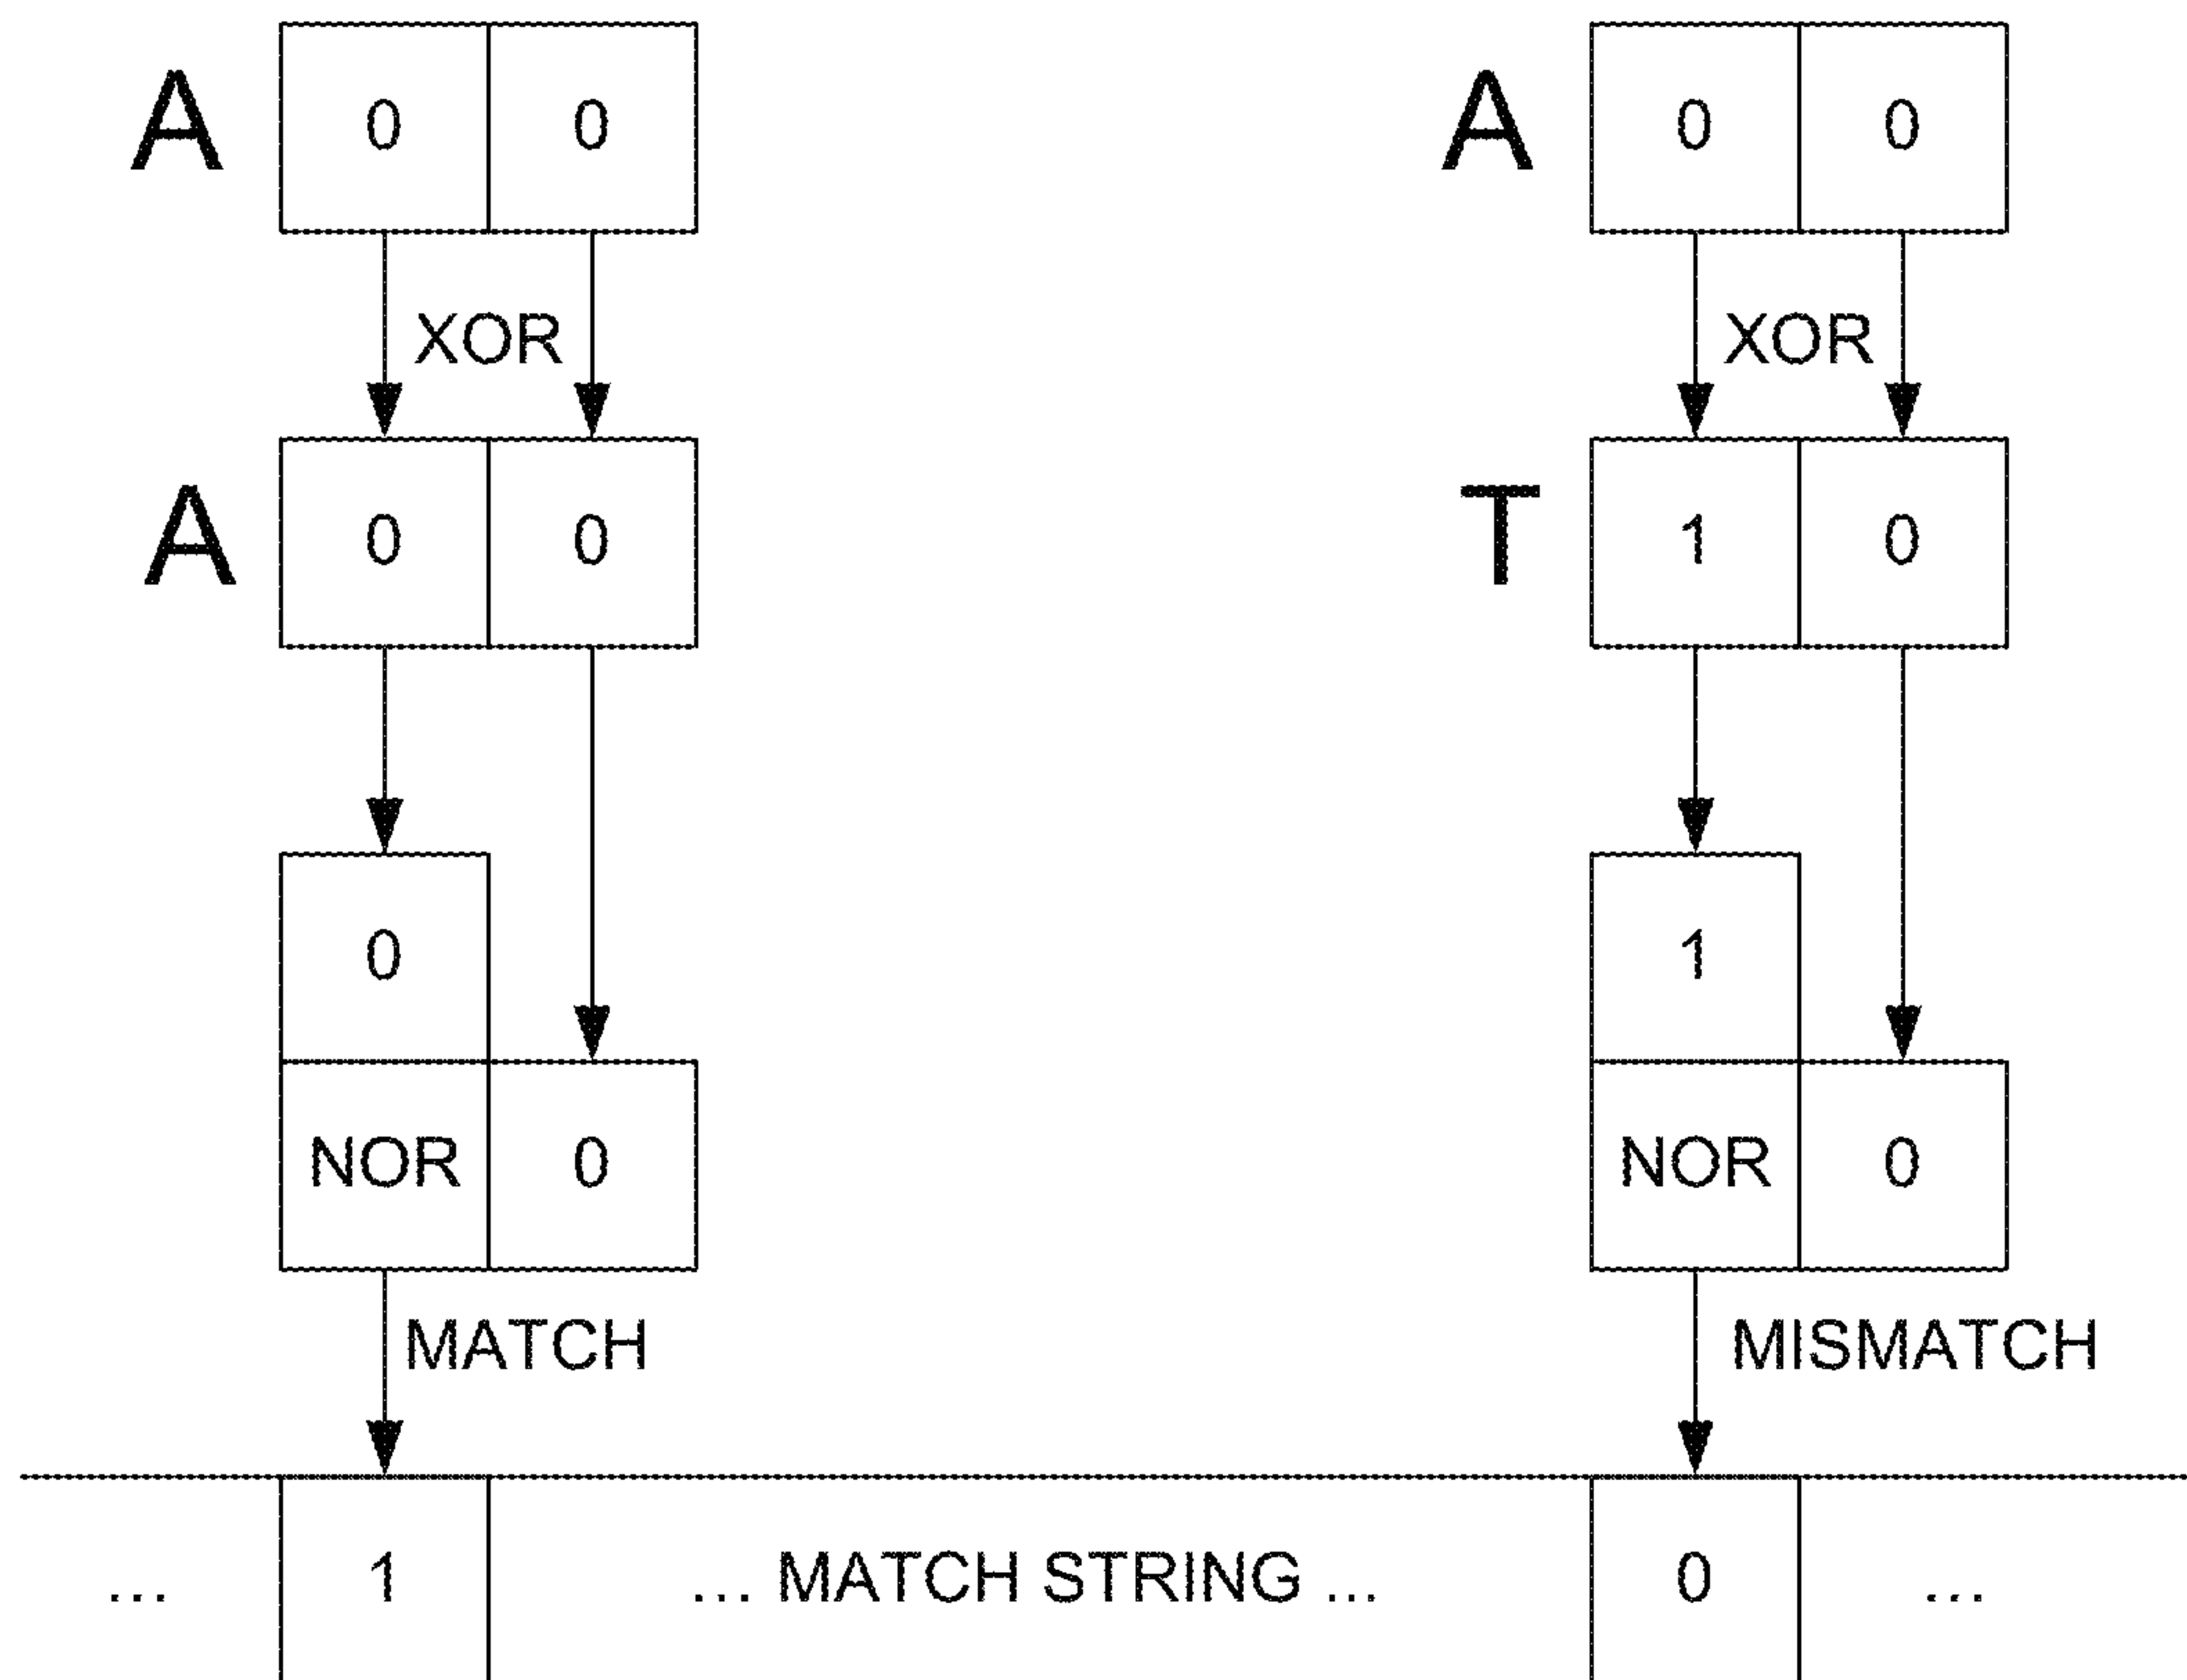 A 0 0 A 0 0
XOR XOR
A 0 0 T 1 0
0 1
NOR 0 NOR 0
MATCH MISMATCH
... 1 ... MATCH STRING ... 0 ...